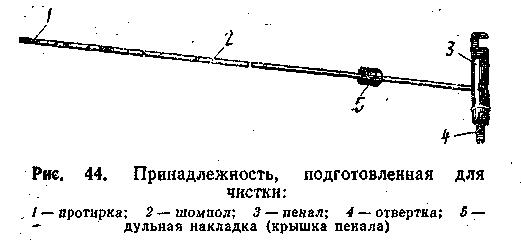 1
2
3
5
4
Рис. 44. Принадлежность, подготовленная для
чистки:
1 — протирка; 2 — шомпол; 3 — пенал; 4 — отвертка; 5 —
дульная накладка (крышка пенала)